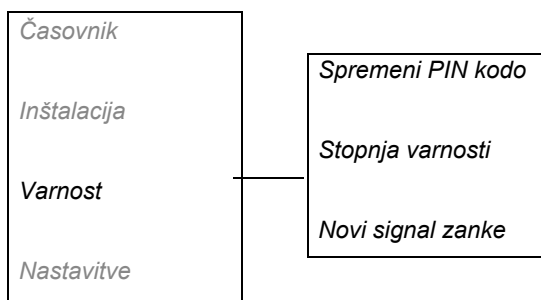 Časovnik
Inštalacija
Varnost
Nastavitve
Spremeni PIN kodo
Stopnja varnosti
Novi signal zanke